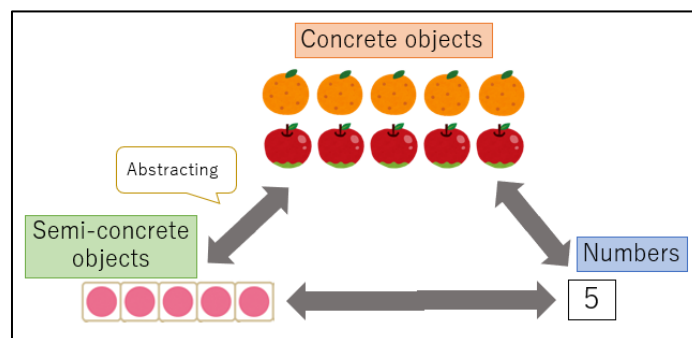 Concrete objects
Abstracting
Semi-concrete
objects
Numbers
5